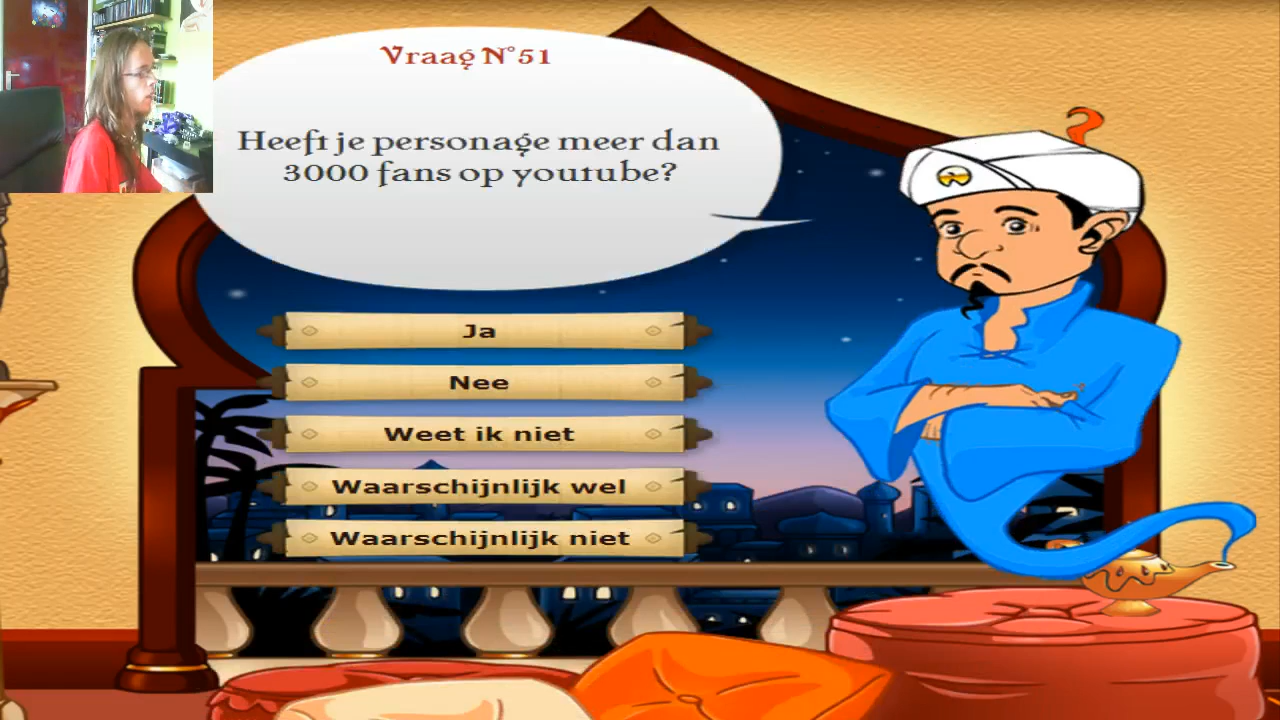 Vraag N°51
Heeft je personage meer dan
3000 fans op youtube?
Ja
Nee
Weet ik niet
Waarschijnlijk wel
Waarschijnlijk niet